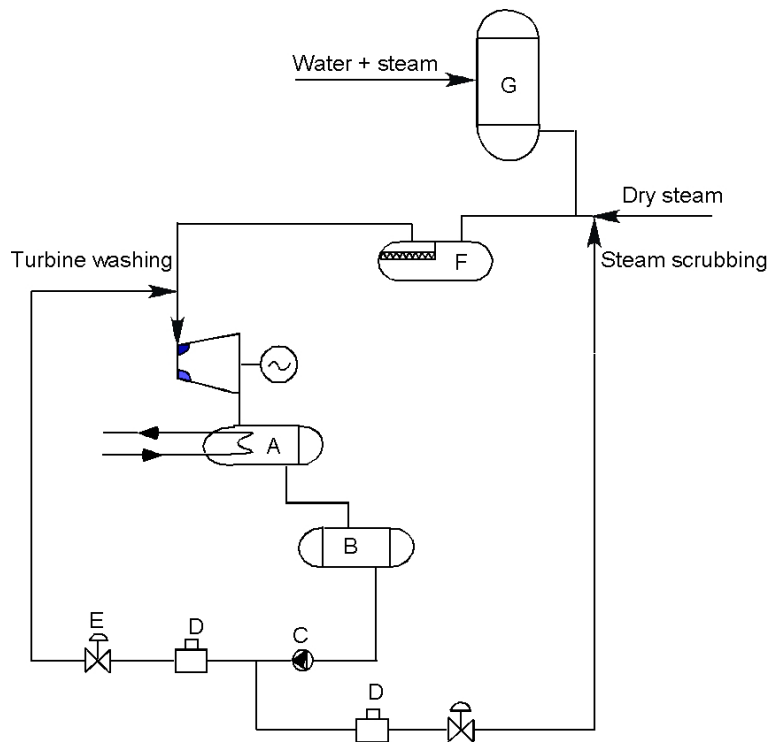 Water + steam
G
Dry steam
F
Turbine washing
Steam scrubbing
A
B
E
D
C
D